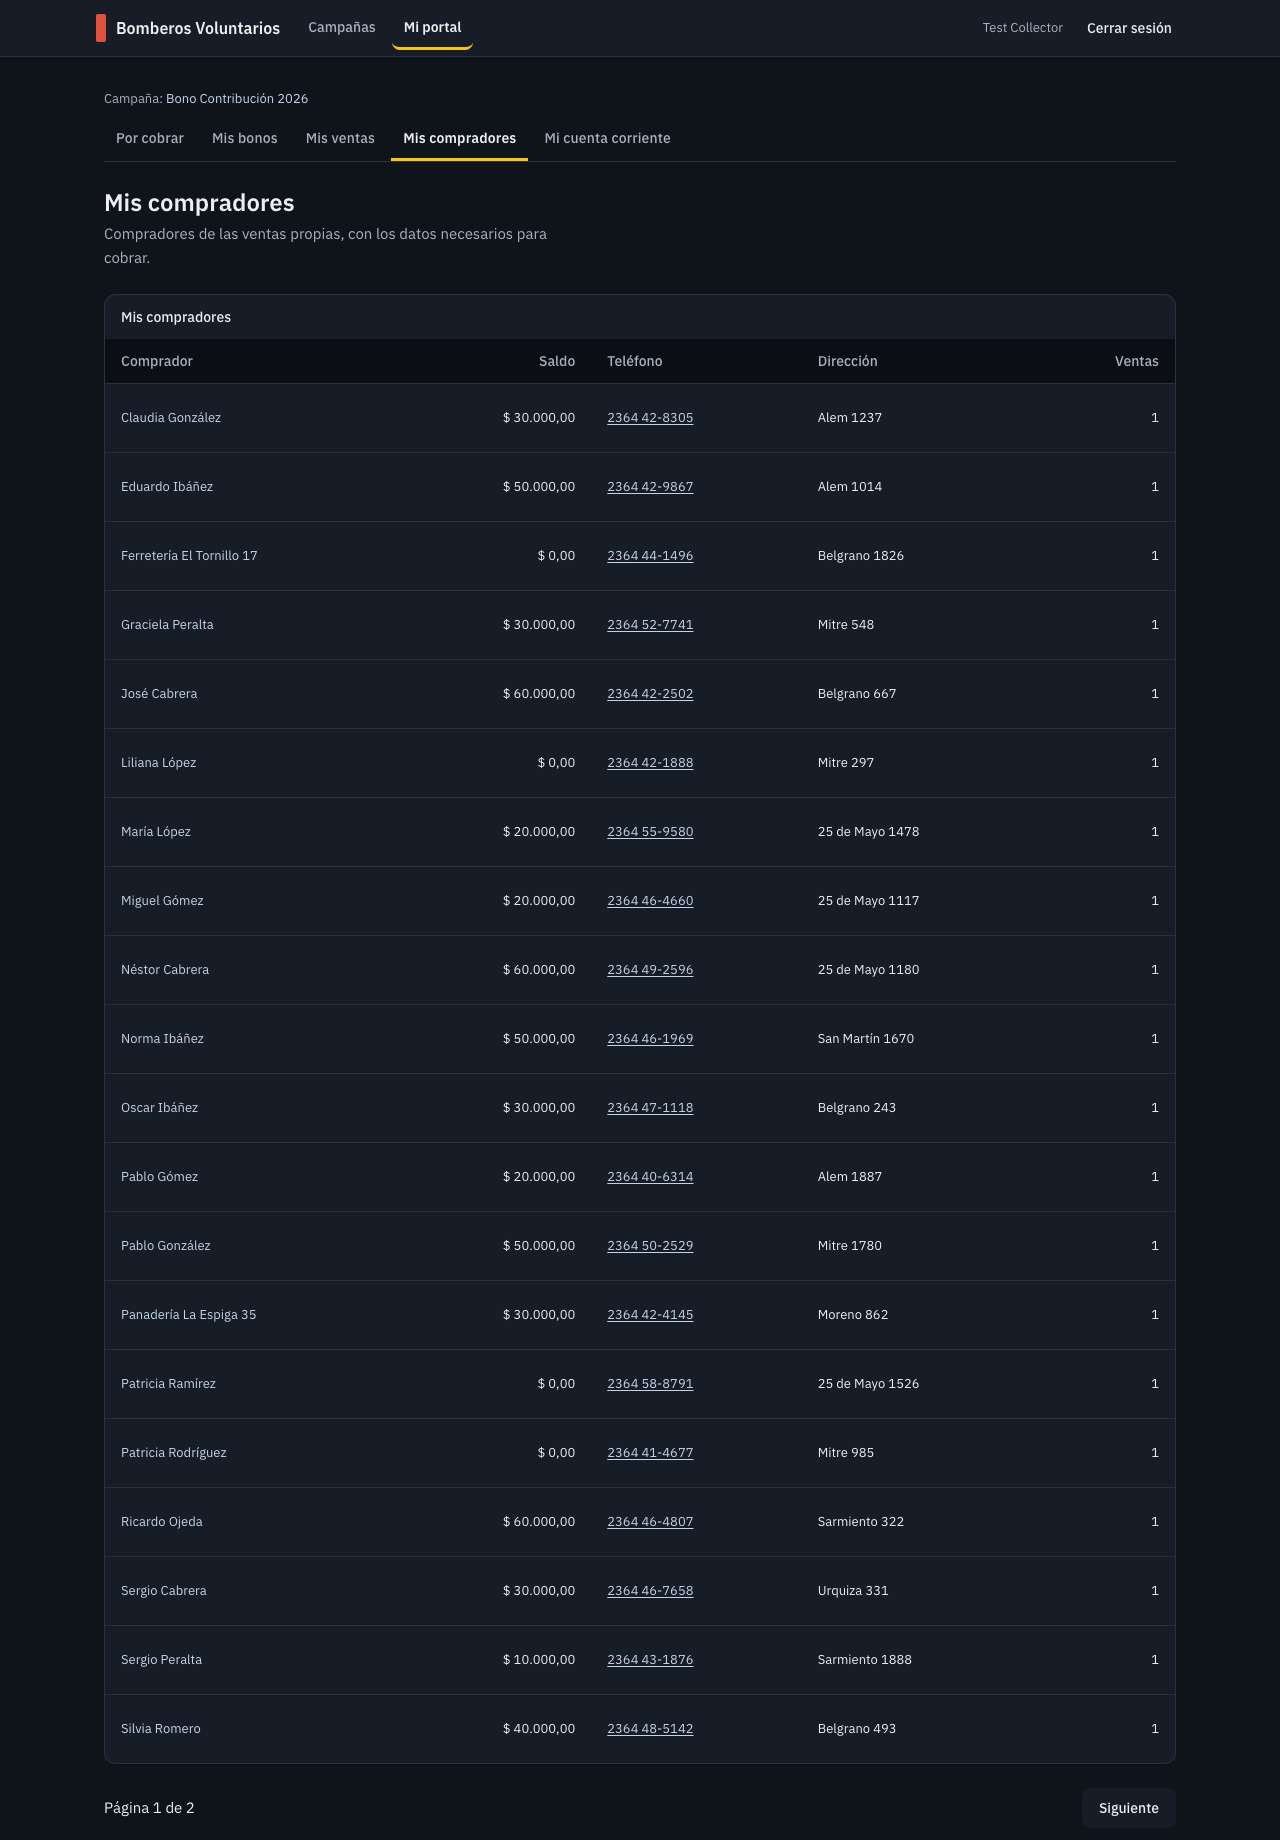 Bomberos Voluntarios Campañas Mi portal Test Collector Cerrar sesión
Campaña: Bono Contribución 2026
Por cobrar Mis bonos Mis ventas Mis compradores Mi cuenta corriente
Mis compradores
Compradores de las ventas propias, con los datos necesarios para
cobrar.
Mis compradores
Comprador Saldo Teléfono Dirección Ventas
Claudia González $ 30.000,00 2364 42-8305 Alem 1237 1
Eduardo Ibáñez $ 50.000,00 2364 42-9867 Alem 1014 1
Ferretería El Tornillo 17 $ 0,00 2364 44-1496 Belgrano 1826 1
Graciela Peralta $ 30.000,00 2364 52-7741 Mitre 548 1
José Cabrera $ 60.000,00 2364 42-2502 Belgrano 667 1
Liliana López $ 0,00 2364 42-1888 Mitre 297 1
María López $ 20.000,00 2364 55-9580 25 de Mayo 1478 1
Miguel Gómez $ 20.000,00 2364 46-4660 25 de Mayo 1117 1
Néstor Cabrera $ 60.000,00 2364 49-2596 25 de Mayo 1180 1
Norma Ibáñez $ 50.000,00 2364 46-1969 San Martín 1670 1
Oscar Ibáñez $ 30.000,00 2364 47-1118 Belgrano 243 1
Pablo Gómez $ 20.000,00 2364 40-6314 Alem 1887 1
Pablo González $ 50.000,00 2364 50-2529 Mitre 1780 1
Panadería La Espiga 35 $ 30.000,00 2364 42-4145 Moreno 862 1
Patricia Ramírez $ 0,00 2364 58-8791 25 de Mayo 1526 1
Patricia Rodríguez $ 0,00 2364 41-4677 Mitre 985 1
Ricardo Ojeda $ 60.000,00 2364 46-4807 Sarmiento 322 1
Sergio Cabrera $ 30.000,00 2364 46-7658 Urquiza 331 1
Sergio Peralta $ 10.000,00 2364 43-1876 Sarmiento 1888 1
Silvia Romero $ 40.000,00 2364 48-5142 Belgrano 493 1
Página 1 de 2 Siguiente